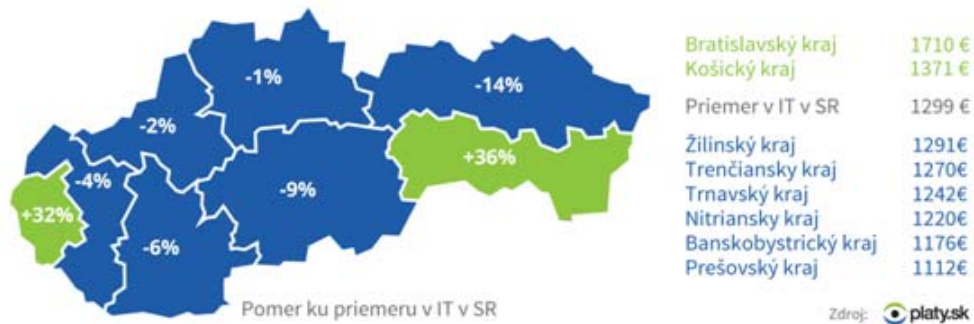 -1%
-14%
-2%
+36%
-4%
-9%
+32%
-6%
Pomer ku priemeru v IT v SR
Bratislavský kraj 1710 €
Košický kraj 1371 €
Priemer v IT v SR 1299 €
Žilinský kraj 1291€
Trenčiansky kraj 1270€
Trnavský kraj 1242€
Nitriansky kraj 1220€
Banskobystrický kraj 1176€
Prešovský kraj 1112€
Zdroj: platy.sk